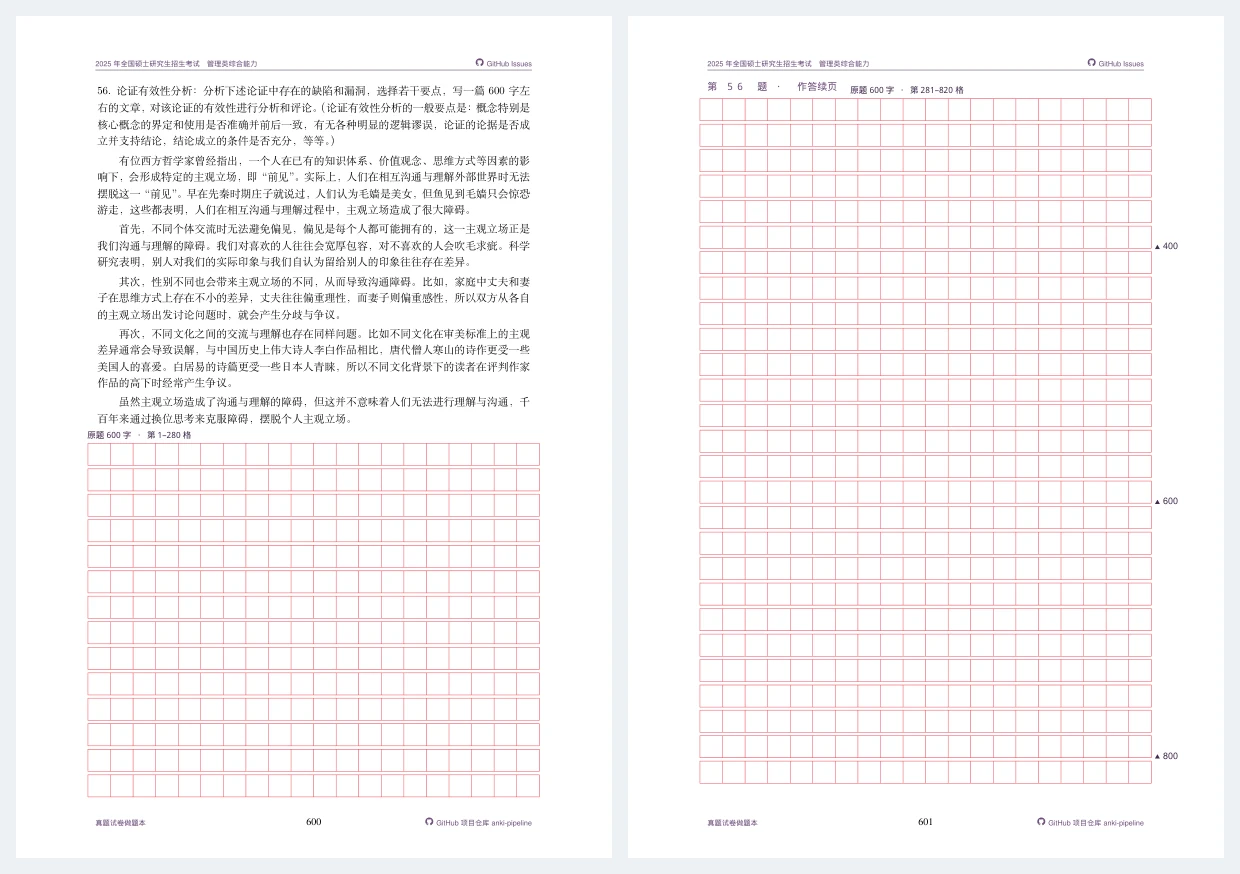 2025 年全国硕士研究生招生考试 管理类综合能力
GitHub Issues
56. 论证有效性分析：分析下述论证中存在的缺陷和漏洞，选择若干要点，写一篇 600 字左
右的文章，对该论证的有效性进行分析和评论。（论证有效性分析的一般要点是：概念特别是
核心概念的界定和使用是否准确并前后一致，有无各种明显的逻辑谬误，论证的论据是否成
立并支持结论，结论成立的条件是否充分，等等。）
有位西方哲学家曾经指出，一个人在已有的知识体系、价值观念、思维方式等因素的影
响下，会形成特定的主观立场，即“前见”。实际上，人们在相互沟通与理解外部世界时无法
摆脱这一“前见”。早在先秦时期庄子就说过，人们认为毛嫱是美女，但鱼见到毛嫱只会惊恐
游走，这些都表明，人们在相互沟通与理解过程中，主观立场造成了很大障碍。
首先，不同个体交流时无法避免偏见，偏见是每个人都可能拥有的，这一主观立场正是
我们沟通与理解的障碍。我们对喜欢的人往往会宽厚包容，对不喜欢的人会吹毛求疵。科学
研究表明，别人对我们的实际印象与我们自认为留给别人的印象往往存在差异。
其次，性别不同也会带来主观立场的不同，从而导致沟通障碍。比如，家庭中丈夫和妻
子在思维方式上存在不小的差异，丈夫往往偏重理性，而妻子则偏重感性，所以双方从各自
的主观立场出发讨论问题时，就会产生分歧与争议。
再次，不同文化之间的交流与理解也存在同样问题。比如不同文化在审美标准上的主观
差异通常会导致误解，与中国历史上伟大诗人李白作品相比，唐代僧人寒山的诗作更受一些
美国人的喜爱。白居易的诗篇更受一些日本人青睐，所以不同文化背景下的读者在评判作家
作品的高下时经常产生争议。
虽然主观立场造成了沟通与理解的障碍，但这并不意味着人们无法进行理解与沟通，千
百年来通过换位思考来克服障碍，摆脱个人主观立场。
原题 600 字 · 第 1–280 格
真题试卷做题本
600
GitHub 项目仓库 anki-pipeline
2025 年全国硕士研究生招生考试 管理类综合能力
GitHub Issues
第 56 题 · 作答续页 原题 600 字 · 第 281–820 格
▲ 400
▲ 600
▲ 800
真题试卷做题本
601
GitHub 项目仓库 anki-pipeline